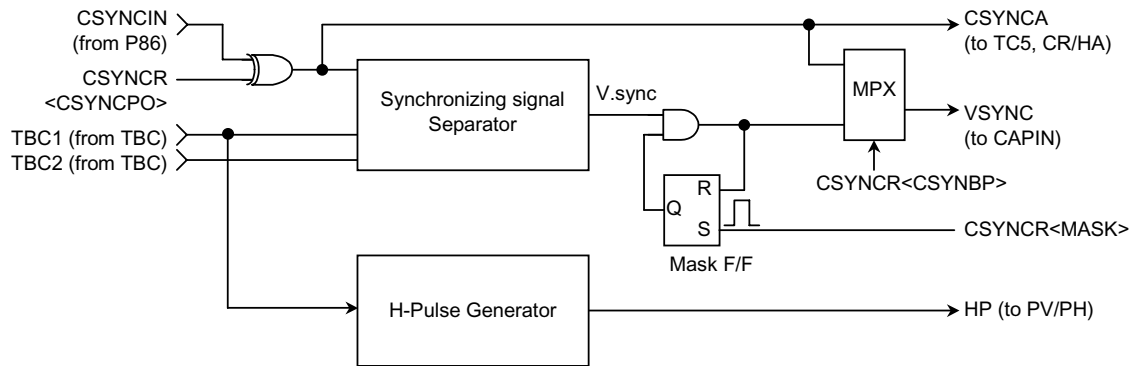 CSYNCIN
(from P86)
CSYNCR
<CSYNCPO>
TBC1 (from TBC)
TBC2 (from TBC)
Synchronizing signal
Separator
V.sync
MPX
CSYNCA
(to TC5, CR/HA)
VSYNC
(to CAPIN)
CSYNCR<CSYNBP>
R
Q
S
CSYNCR<MASK>
Mask F/F
H-Pulse Generator
HP (to PV/PH)